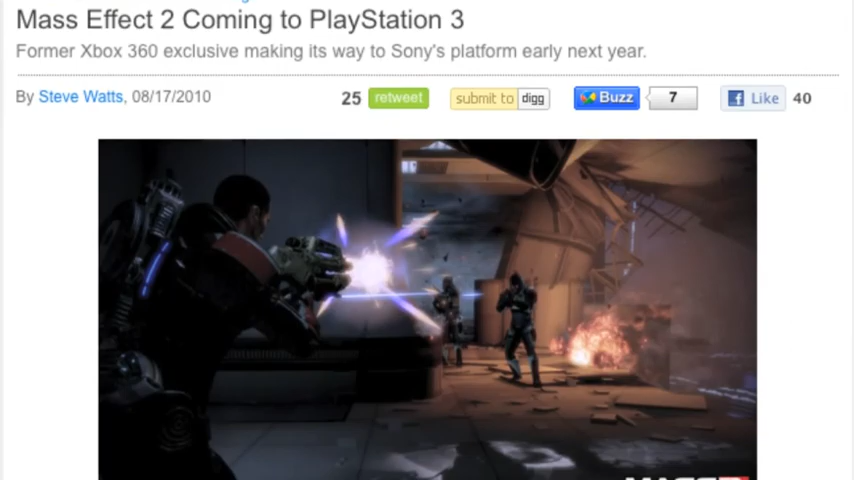 Mass Effect 2 Coming to PlayStation 3
Former Xbox 360 exclusive making its way to Sony's platform early next year.
By Steve Watts, 08/17/2010
25 retweet
submit to digg
Buzz 7
Like 40